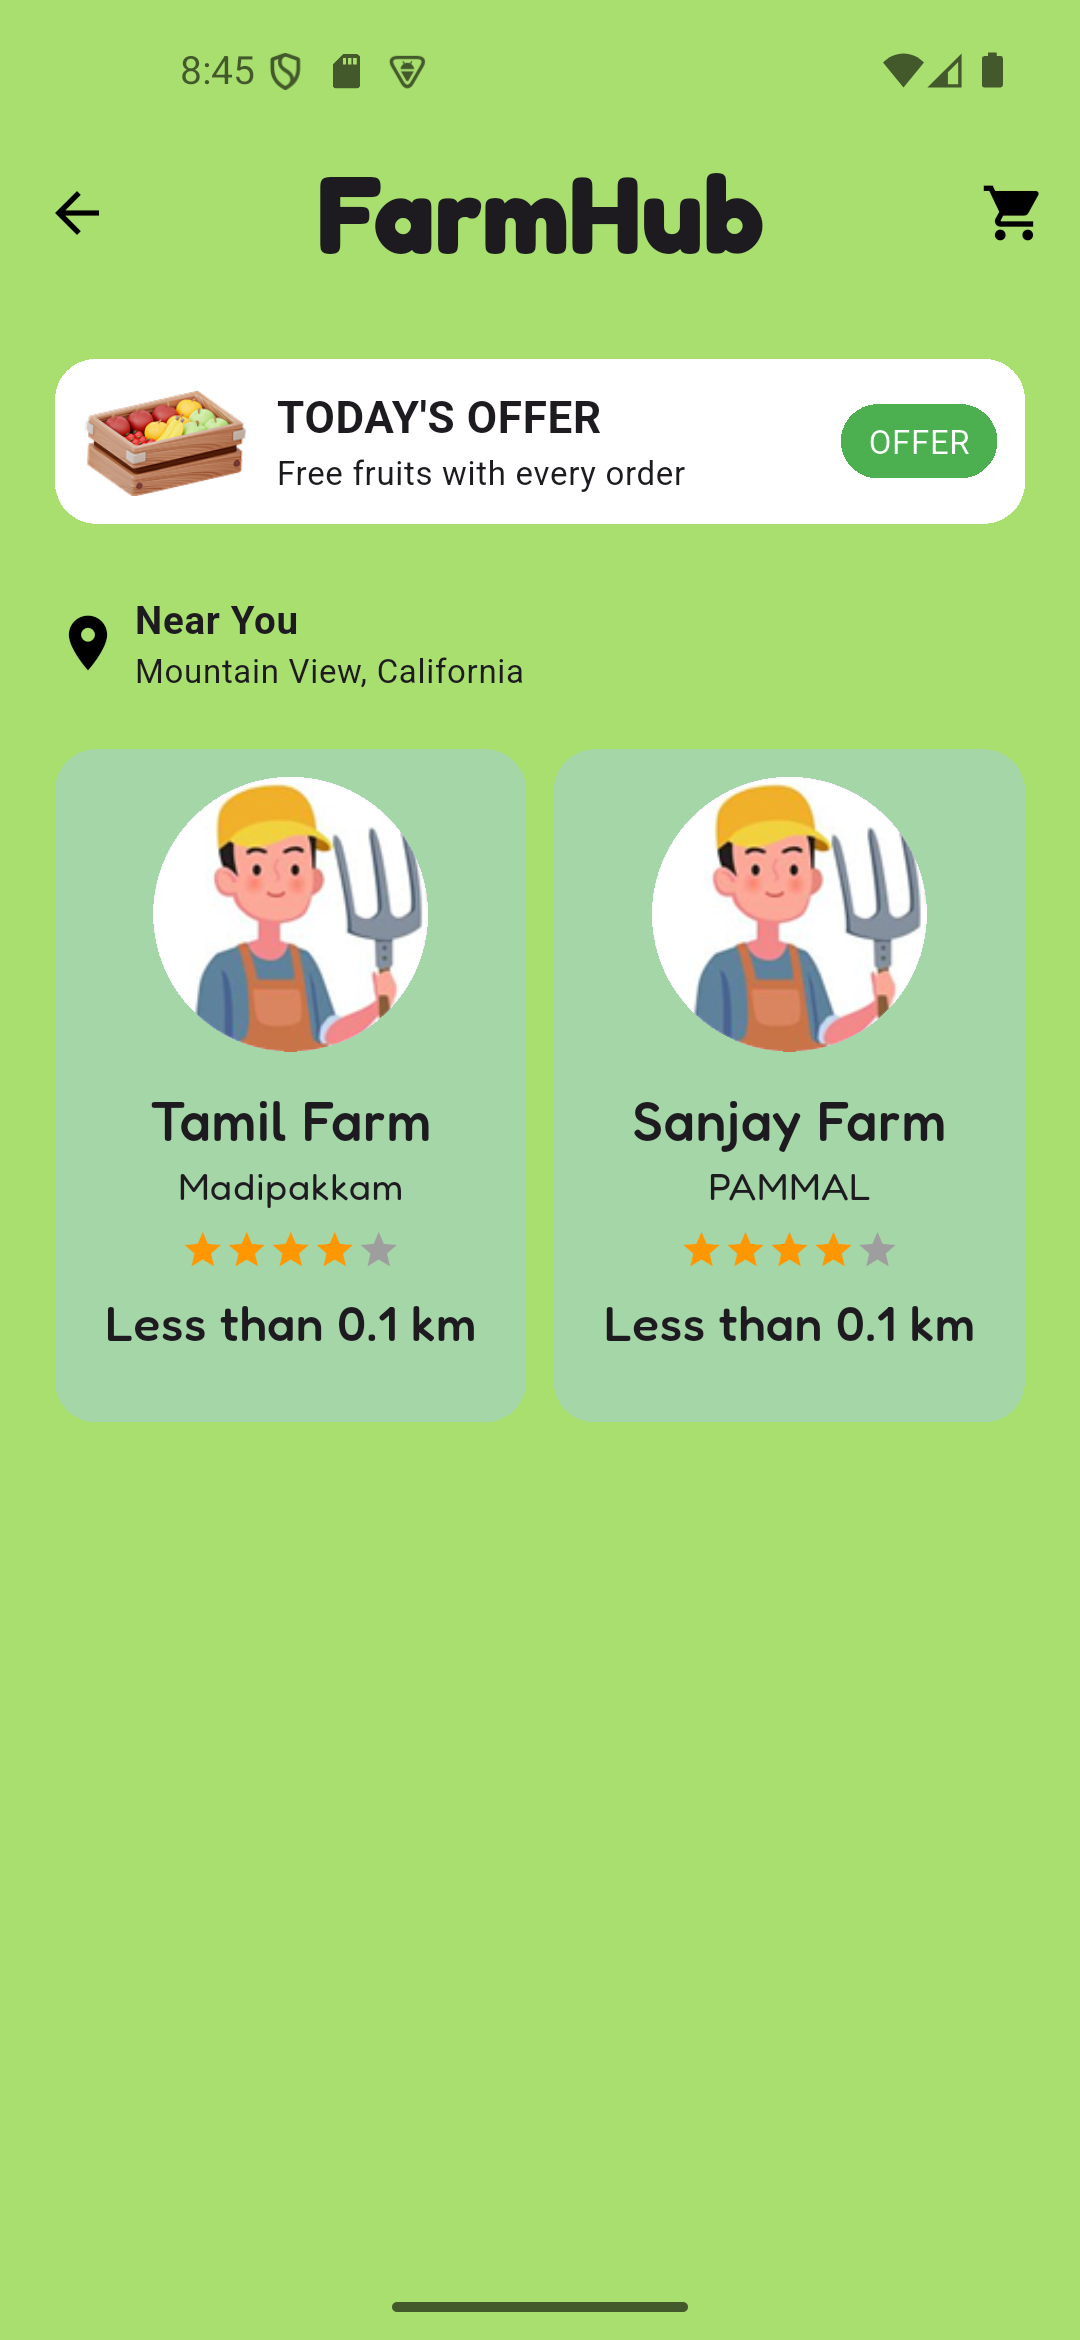 8:45
FarmHub
TODAY'S OFFER
Free fruits with every order
OFFER
Near You
Mountain View, California
Tamil Farm
Madipakkam
Less than 0.1 km
Sanjay Farm
PAMMAL
Less than 0.1 km